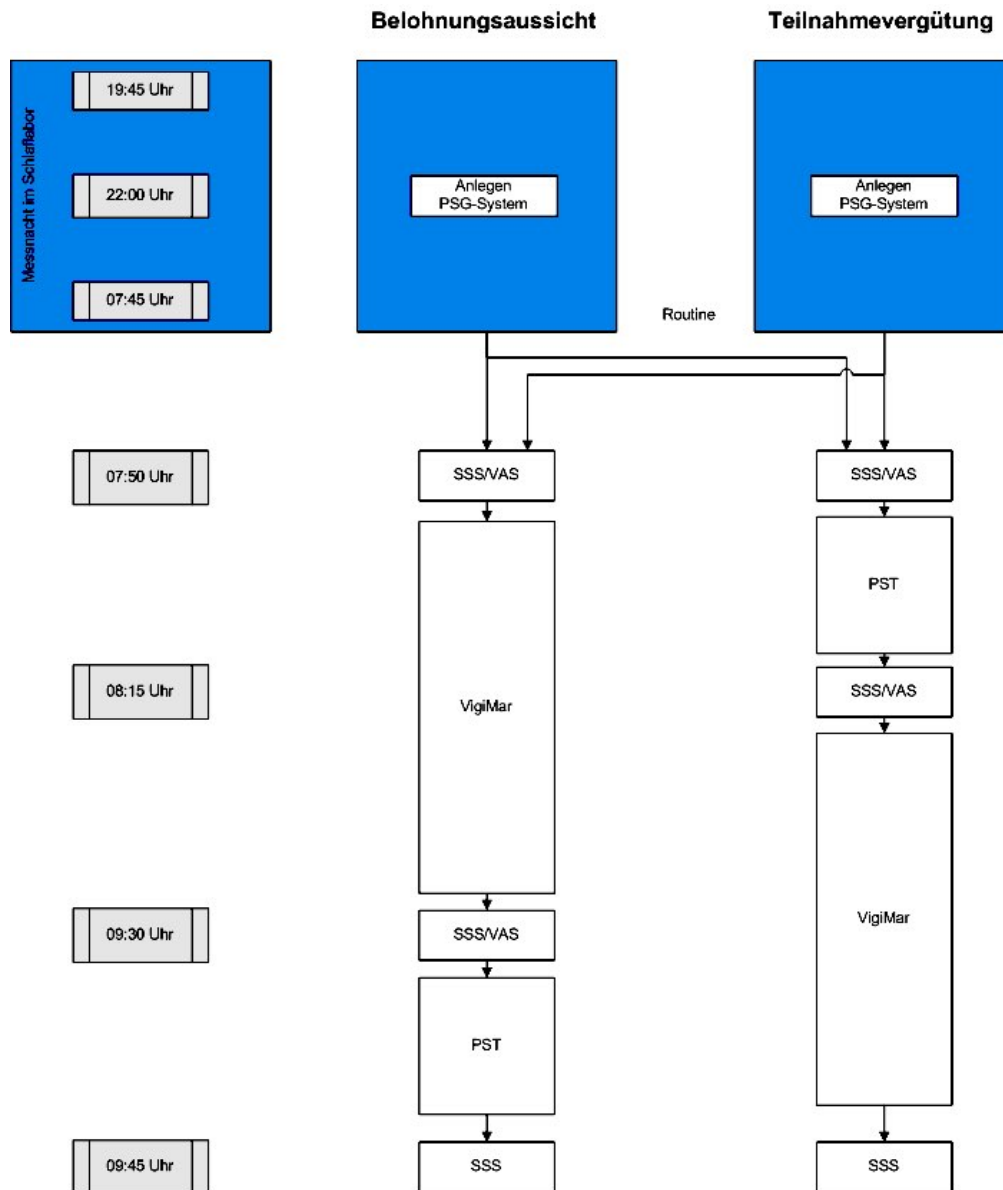 Belohnungsaussicht
Teilnahmevergütung
Messnacht im Schlaflabor
19:45 Uhr
22:00 Uhr
07:45 Uhr
Anlegen
PSG-System
Anlegen
PSG-System
Routine
07:50 Uhr
SSS/VAS
SSS/VAS
PST
08:15 Uhr
VigiMar
SSS/VAS
09:30 Uhr
SSS/VAS
VigiMar
PST
09:45 Uhr
SSS
SSS